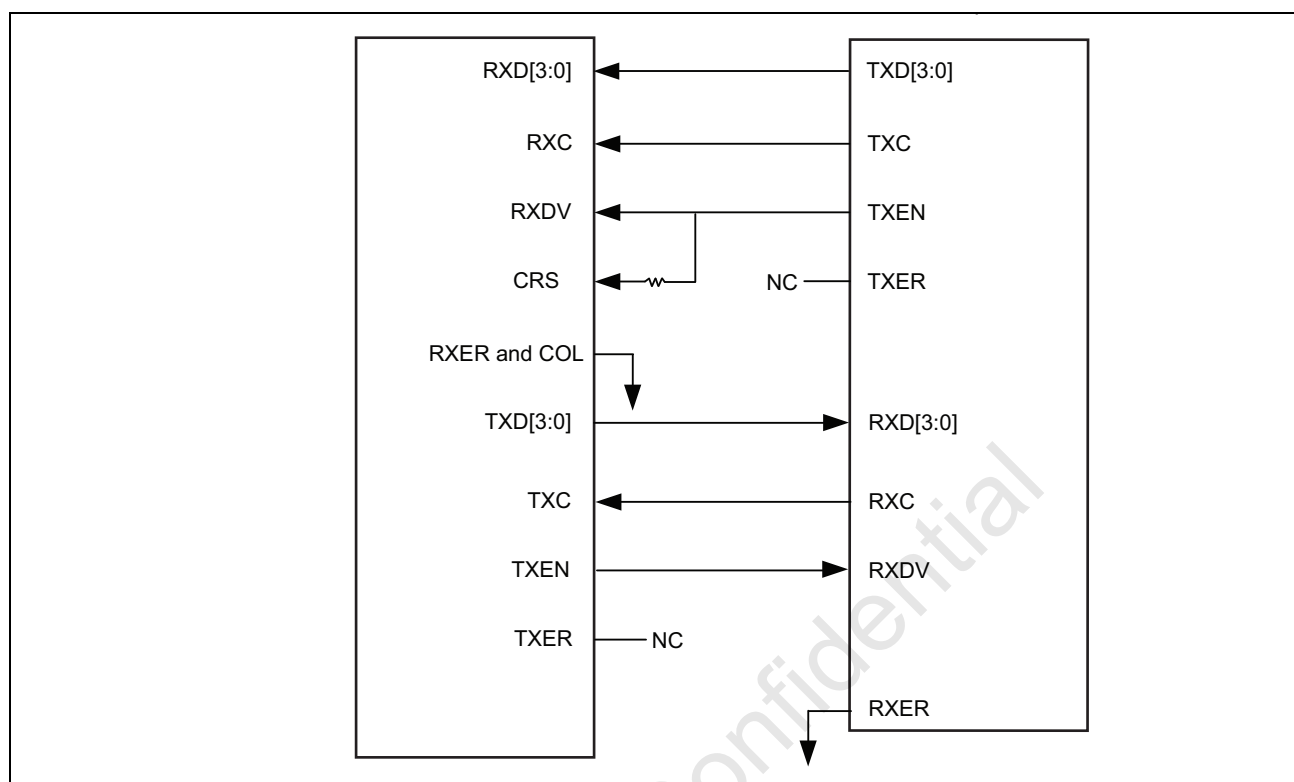 RXD[3:0]
TXD[3:0]
RXC
TXC
RXDV
TXEN
CRS
NC
TXER
RXER and COL
TXD[3:0]
RXD[3:0]
TXC
RXC
TXEN
RXDV
TXER
NC
RXER
onfidential